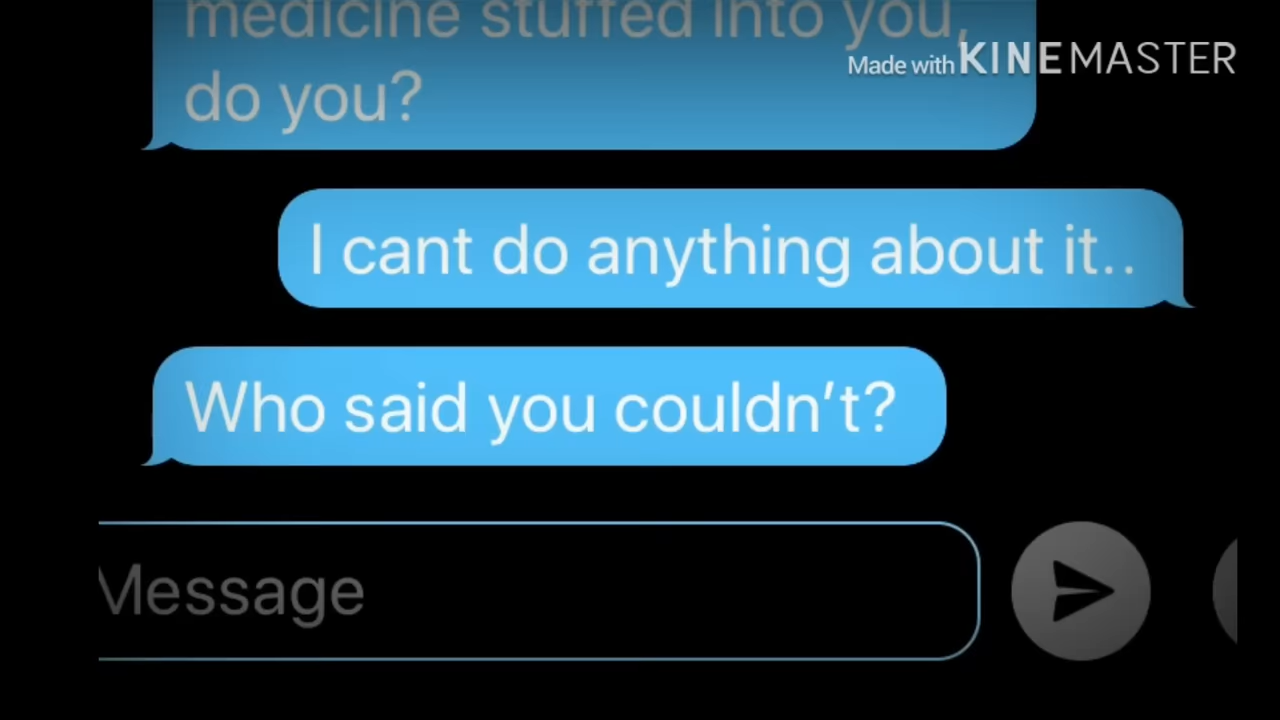 medicine stuffed into you,
do you?
Made with KINEMASTER
I cant do anything about it..
Who said you couldn't?
Message